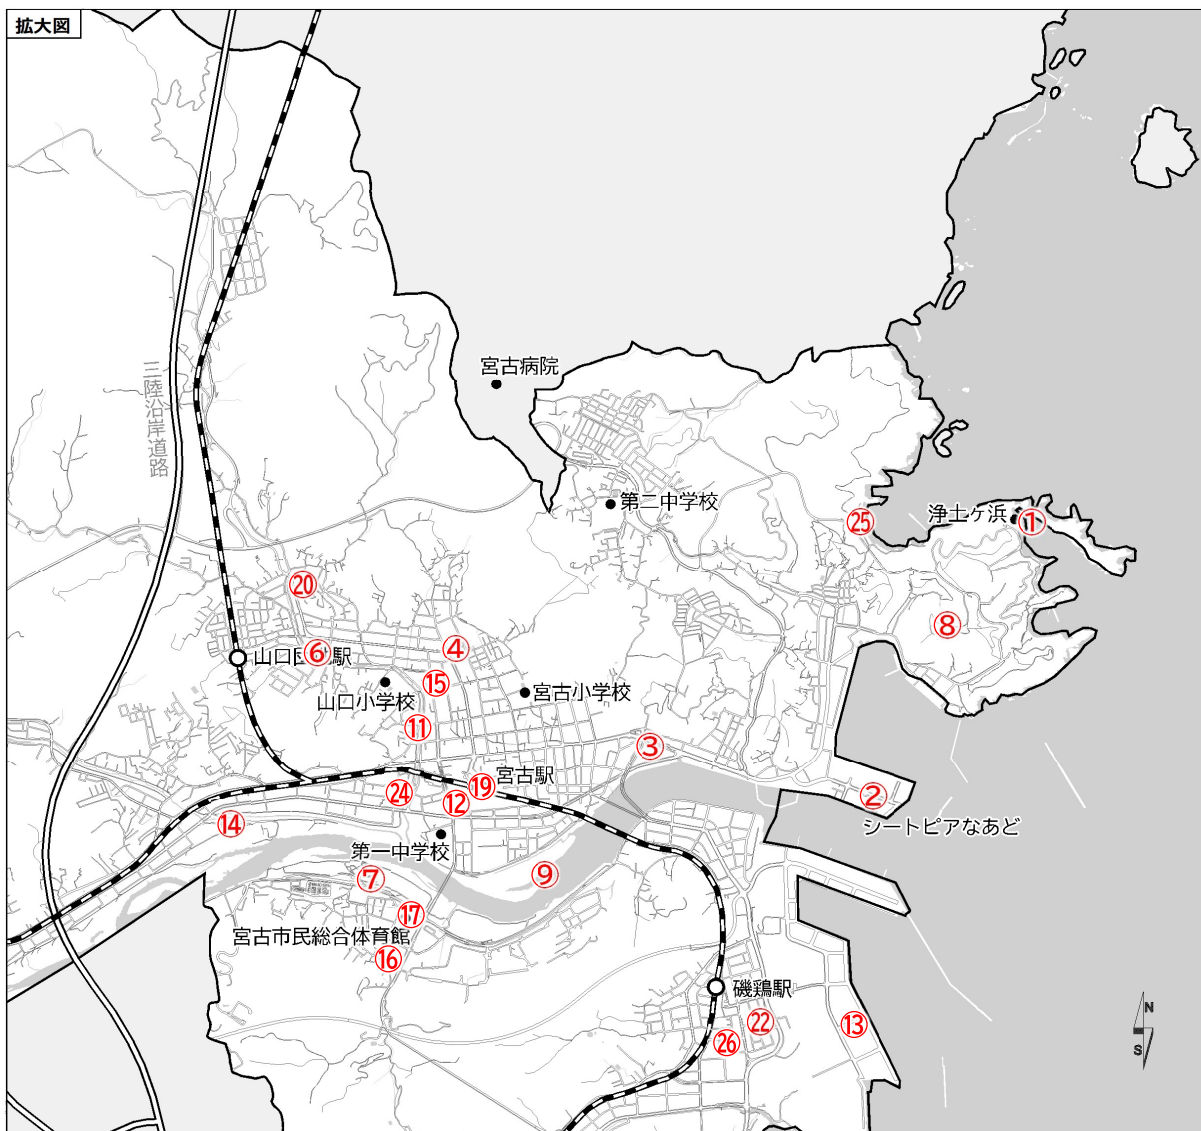 拡大図
宮古病院
三陸沿岸道路
第二中学校
浄土ヶ浜
①
㉕
⑳
⑧
④
⑥
山口団地駅
⑮
山口小学校
宮古小学校
⑪
③
宮古駅
⑲
㉔
⑫
②
シートピアなあど
⑭
第一中学校
⑨
⑦
⑰
宮古市民総合体育館
⑯
磯鶏駅
㉒
⑬
㉖
N
S